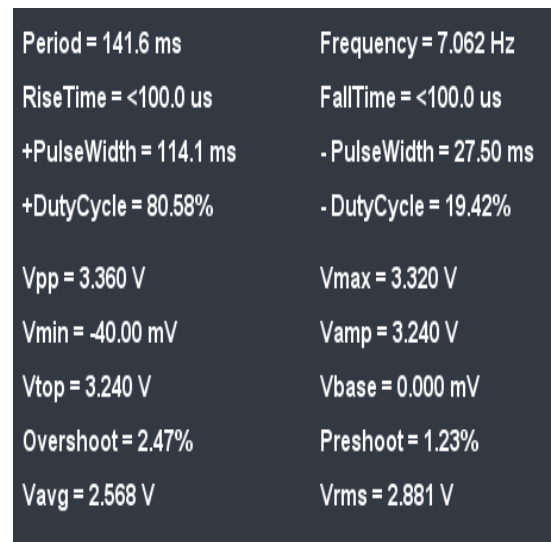 Period = 141.6 ms Frequency = 7.062 Hz
RiseTime = <100.0 us FallTime = <100.0 us
+PulseWidth = 114.1 ms - PulseWidth = 27.50 ms
+DutyCycle = 80.58% - DutyCycle = 19.42%
Vpp = 3.360 V Vmax = 3.320 V
Vmin = -40.00 mV Vamp = 3.240 V
Vtop = 3.240 V Vbase = 0.000 mV
Overshoot = 2.47% Preshoot = 1.23%
Vavg = 2.568 V Vrms = 2.881 V